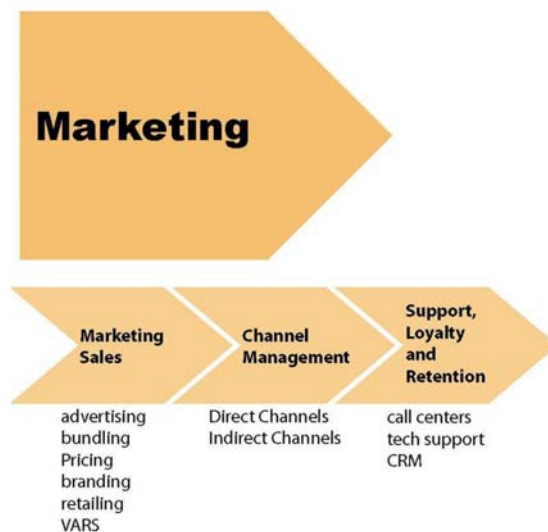 Marketing
Marketing
Sales
advertising
bundling
Pricing
branding
retailing
VARS
Channel
Management
Direct Channels
Indirect Channels
Support,
Loyalty
and
Retention
call centers
tech support
CRM